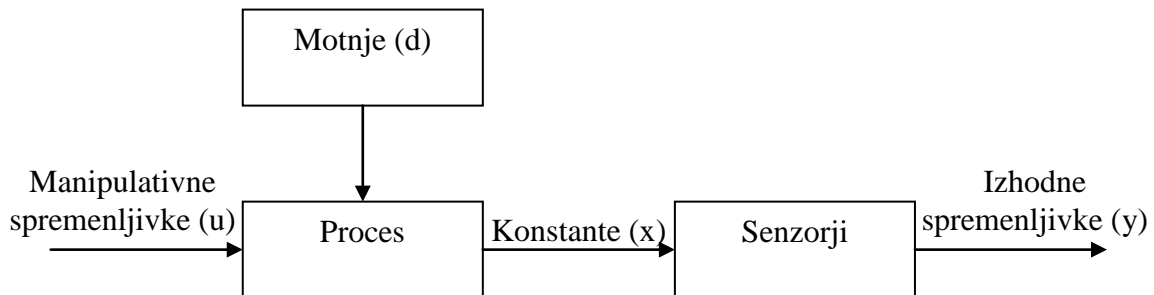 Motnje (d)
Manipulativne
spremenljivke (u)
Proces
Konstante (x)
Senzorji
Izhodne
spremenljivke (y)